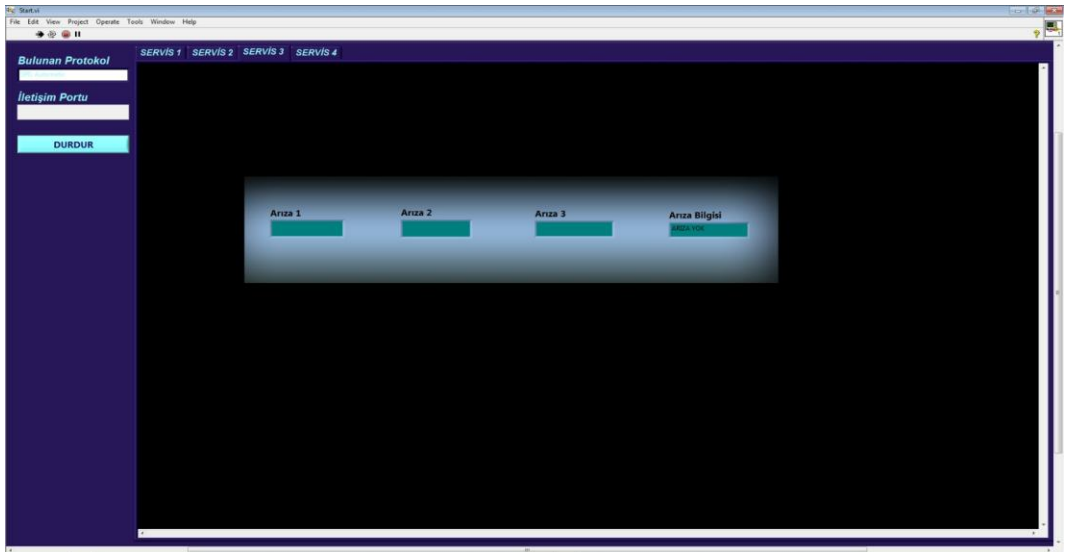 Start.vi
File Edit View Project Operate Tools Window Help
Bulunan Protokol
İletişim Portu
DURDUR
SERVİS 1 SERVİS 2 SERVİS 3 SERVİS 4
Arıza 1 Arıza 2 Arıza 3 Arıza Bilgisi
ARIZA YOK